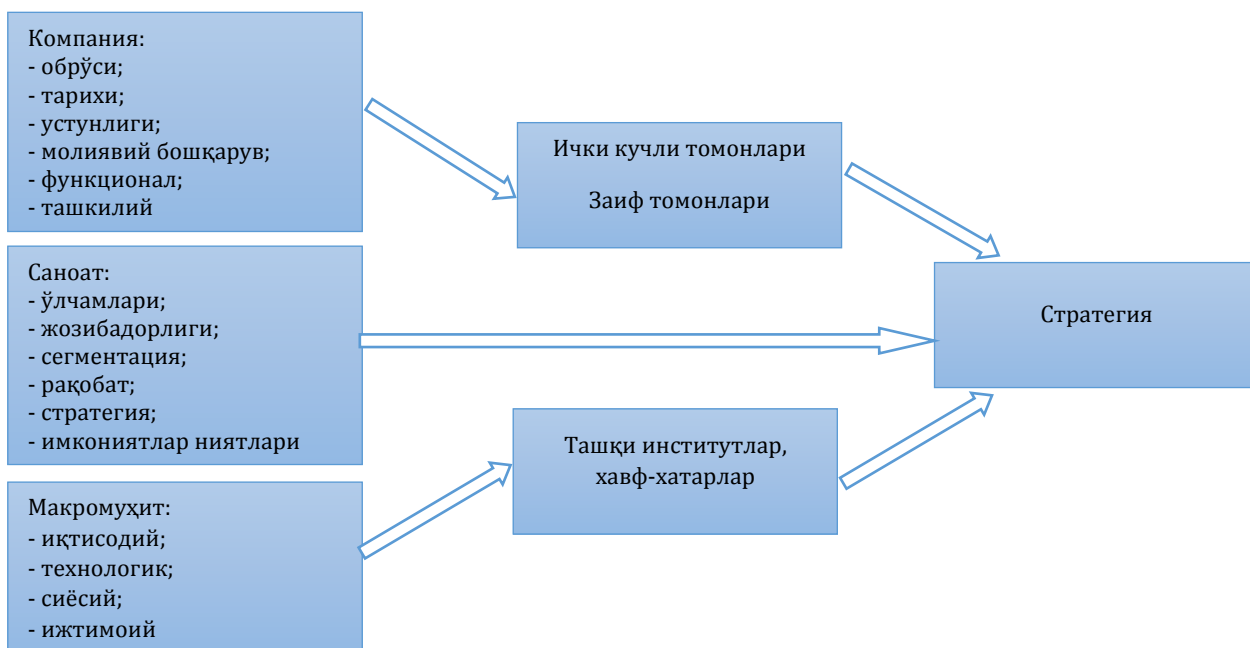 Компания:
- обрўси;
- тарихи;
- устунлиги;
- молиявий бошқарув;
- функционал;
- ташкилий
Ички кучли томонлари
Заиф томонлари
Саноат:
- ўлчамлари;
- жозибадорлиги;
- сегментация;
- рақобат;
- стратегия;
- имкониятлар ниятлари
Стратегия
Ташқи институтлар,
хавф-хатарлар
Макромуҳит:
- иқтисодий;
- технологик;
- сиёсий;
- ижтимоий